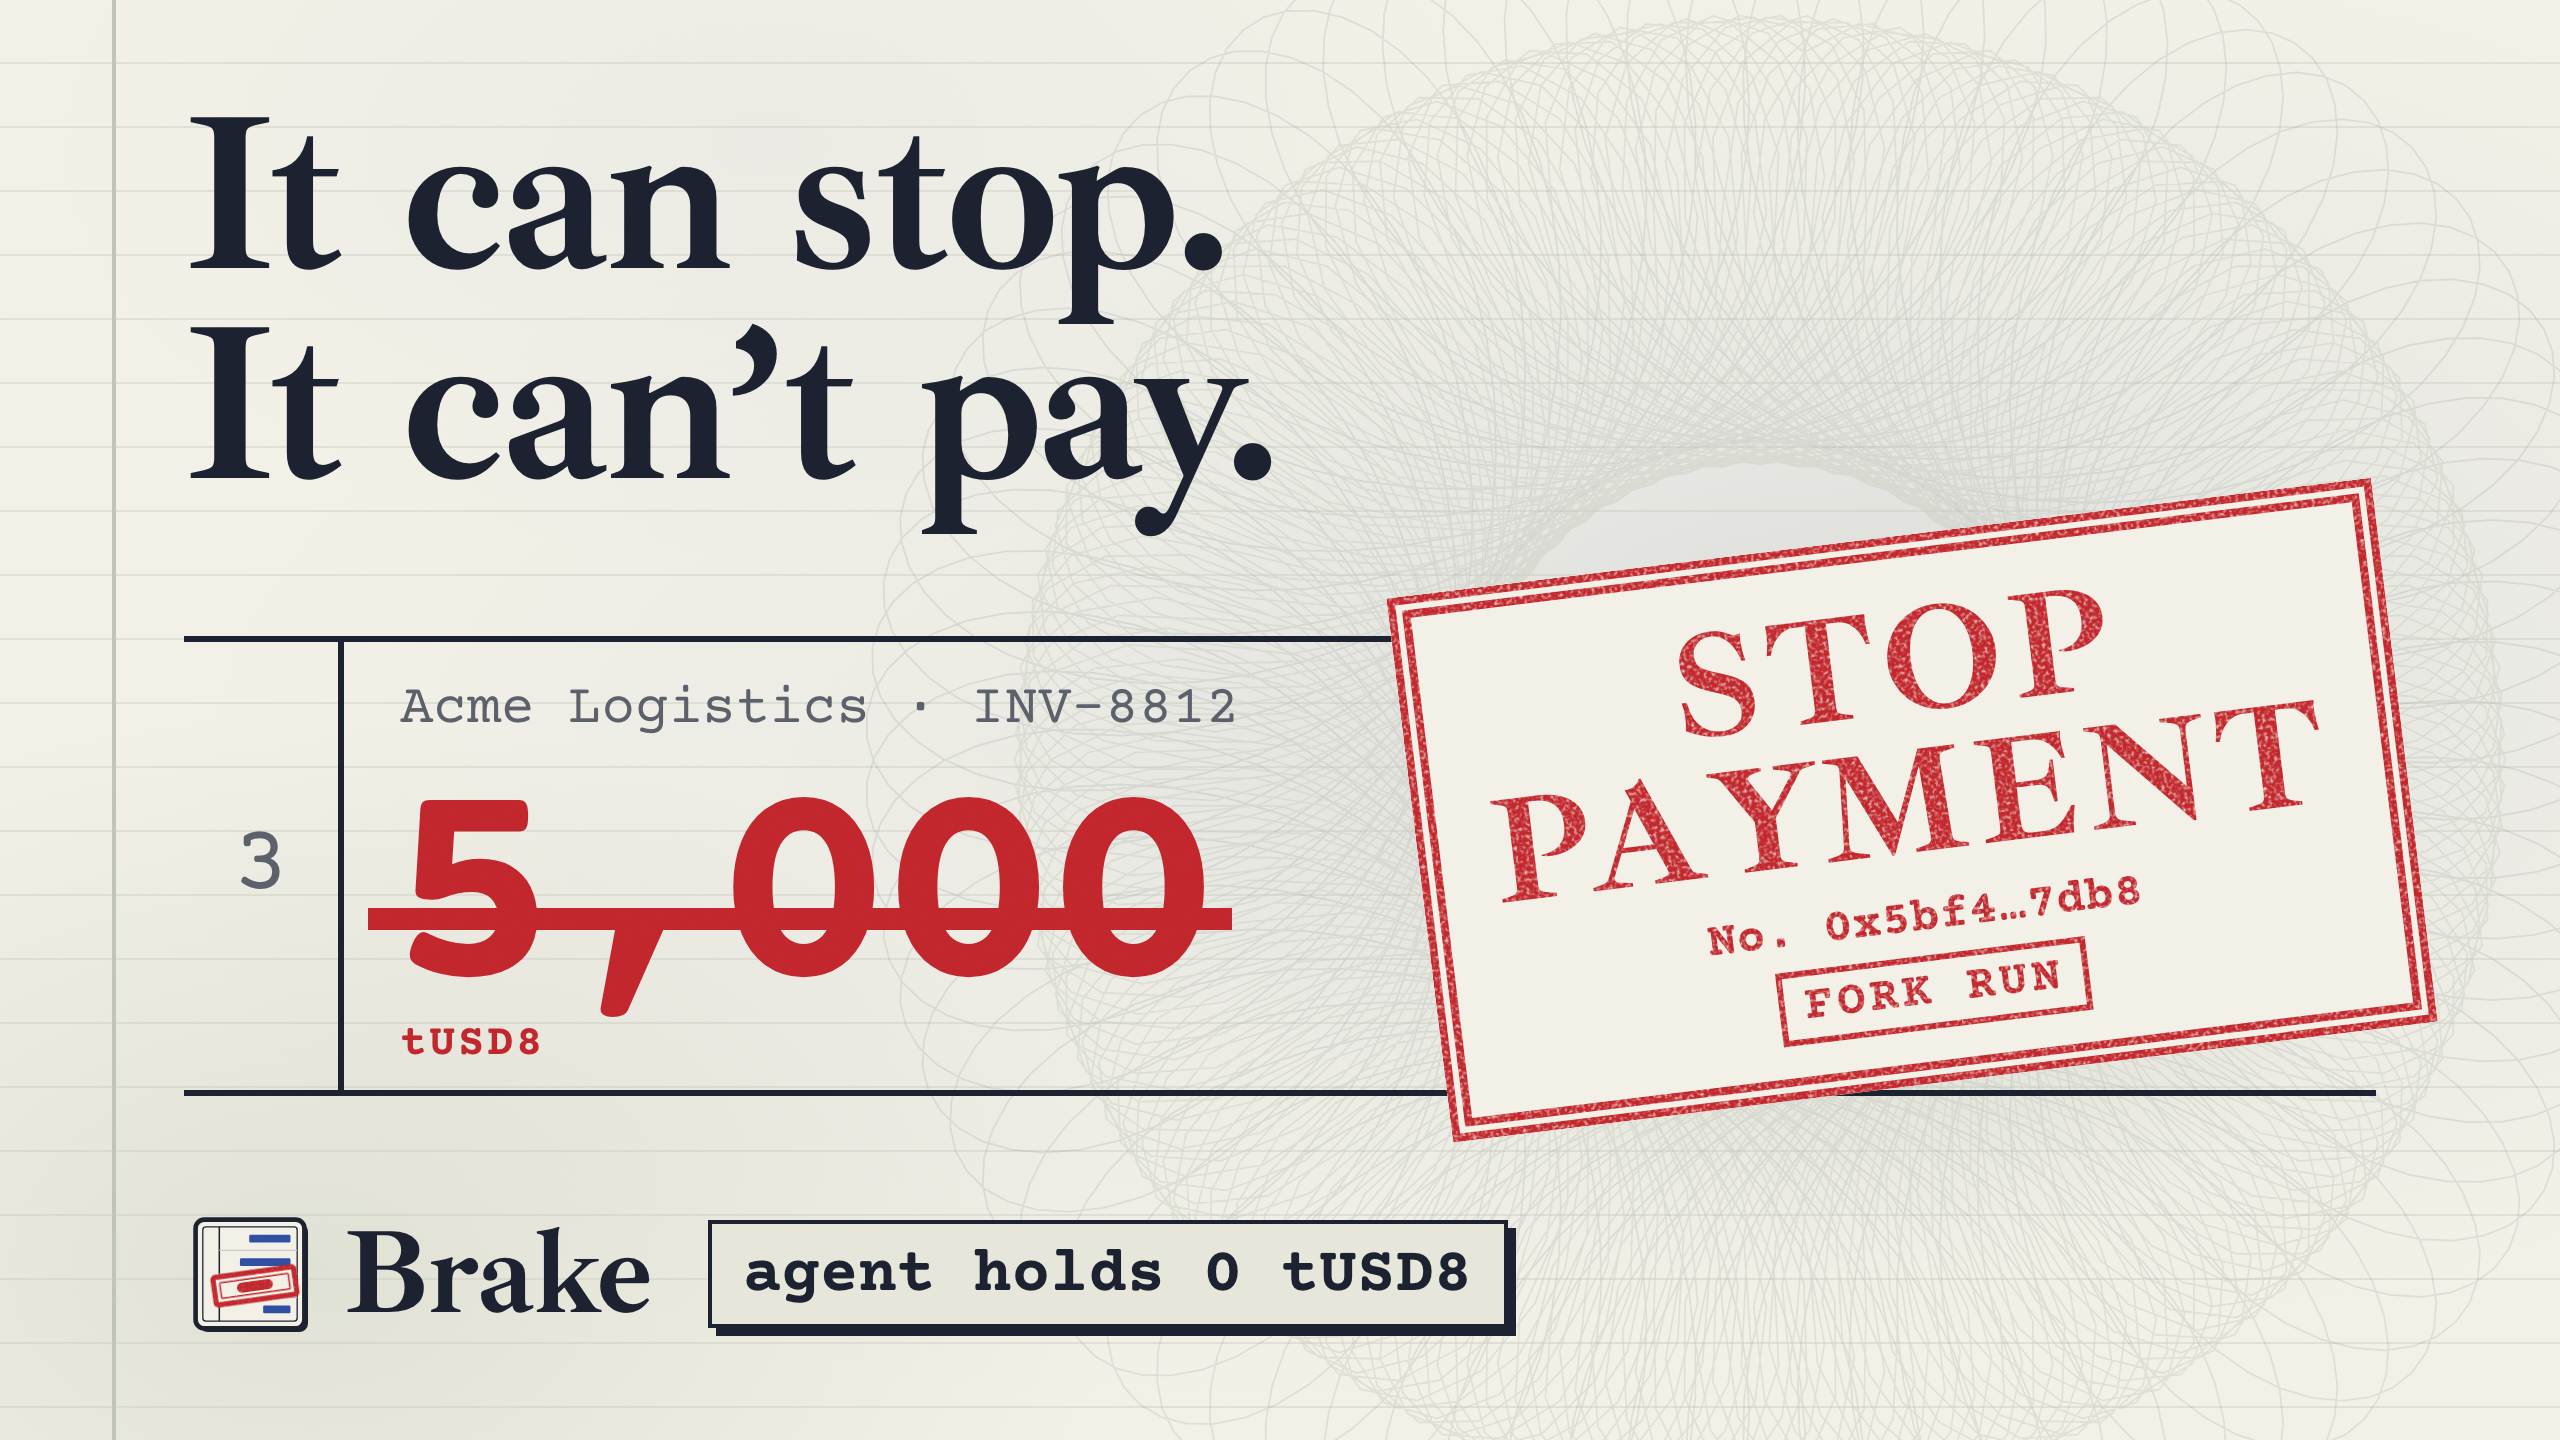 It can stop.
It can’t pay.
Acme Logistics · INV-8812
3
5,000
tUSD8
STOP
PAYMENT
No. 0x5bf4…7db8
FORK RUN
Brake
agent holds 0 tUSD8